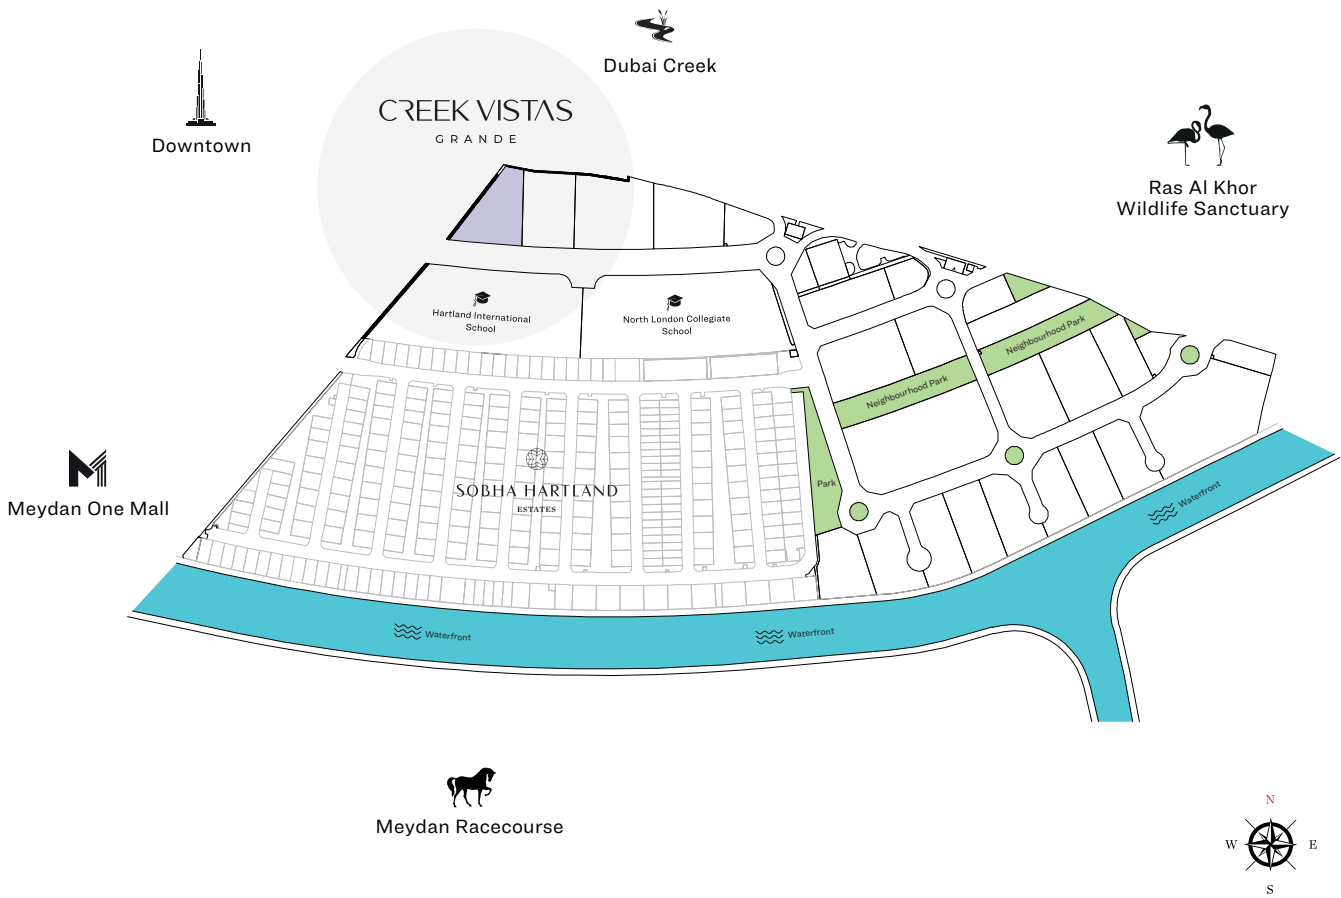 Dubai Creek
CREEK VISTAS
GRANDE
Downtown
Ras Al Khor
Wildlife Sanctuary
Hartland International
School
North London Collegiate
School
Neighbourhood Park
Neighbourhood Park
Meydan One Mall
SOBHA HARTLAND
ESTATES
Park
Waterfront
Waterfront
Waterfront
Meydan Racecourse
N
W
E
S